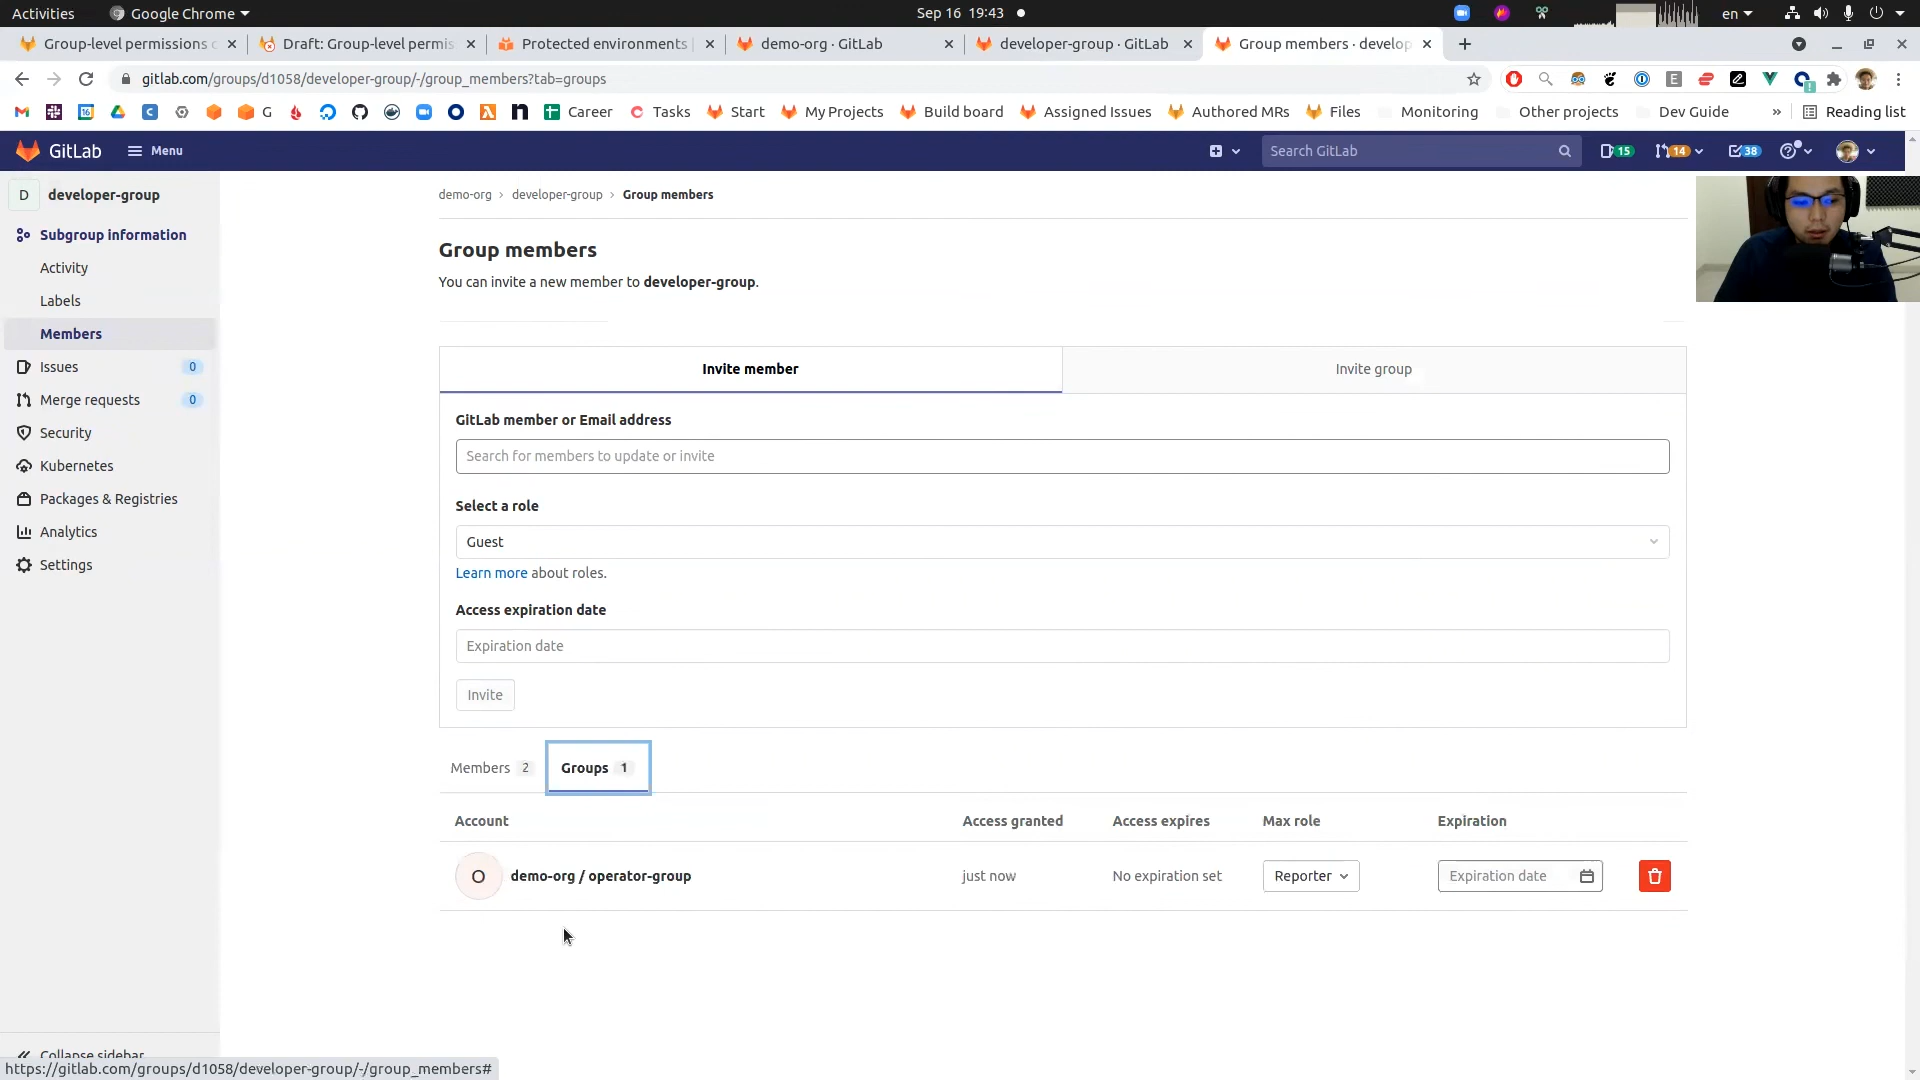 Activities
Google Chrome
Sep 16 19:43
en
Group-level permissions
Draft: Group-level permis
Protected environments
demo-org · GitLab
developer-group · GitLab
Group members · develop
gitlab.com/groups/d1058/developer-group/-/group_members?tab=groups
G
Career
Tasks
Start
My Projects
Build board
Assigned Issues
Authored MRs
Files
Monitoring
Other projects
Dev Guide
»
Reading list
GitLab
Menu
Search GitLab
15
14
38
D
developer-group
Subgroup information
Activity
Labels
Members
Issues 0
Merge requests 0
Security
Kubernetes
Packages & Registries
Analytics
Settings
Collapse sidebar
https://gitlab.com/groups/d1058/developer-group/-/group_members#
demo-org › developer-group › Group members
Group members
You can invite a new member to developer-group.
Invite member
Invite group
GitLab member or Email address
Search for members to update or invite
Select a role
Guest
Learn more about roles.
Access expiration date
Expiration date
Invite
Members 2
Groups 1
Account Access granted Access expires Max role Expiration
O demo-org / operator-group just now No expiration set Reporter Expiration date